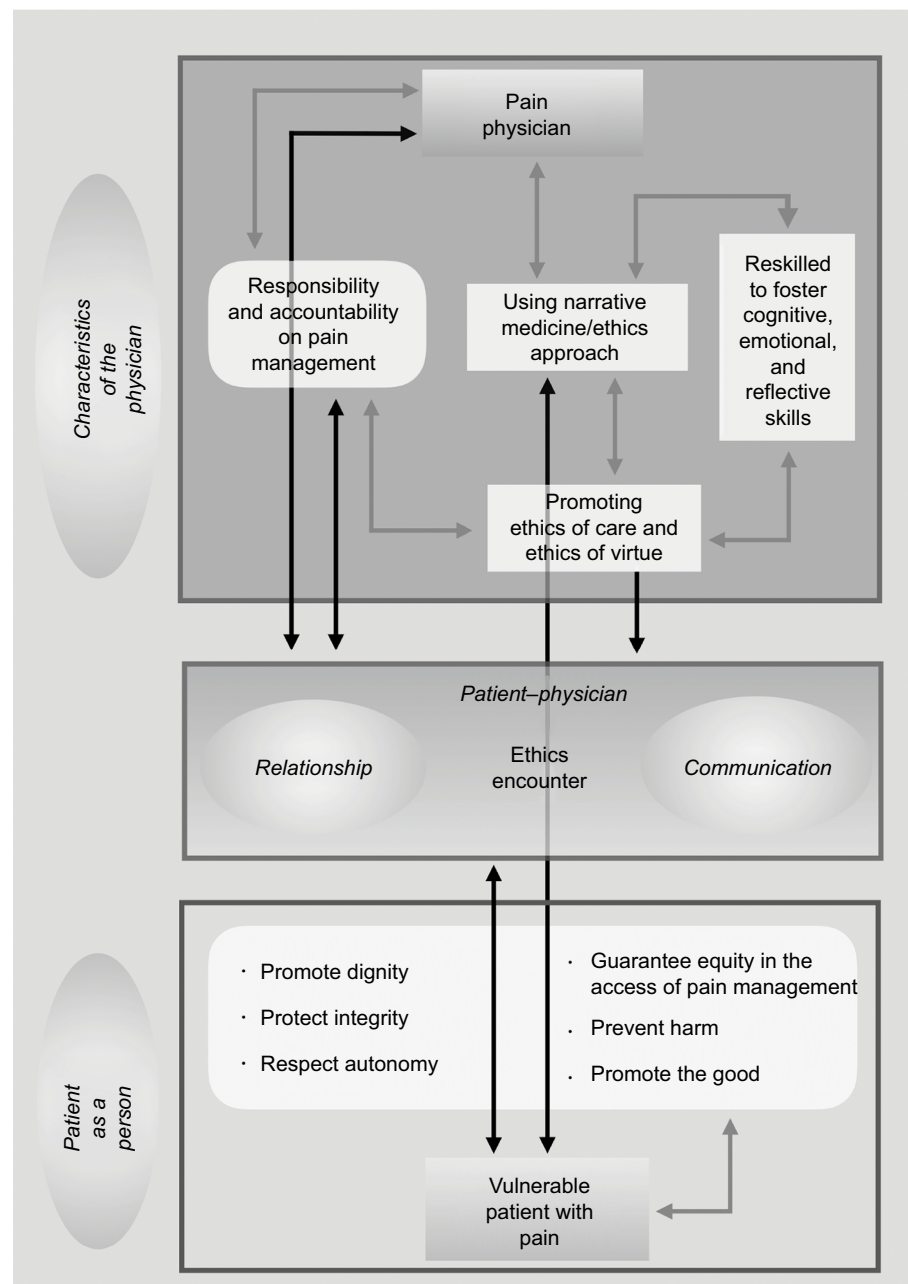 Pain
physician
Characteristics
of the
physician
Responsibility
and accountability
on pain
management
Using narrative
medicine/ethics
approach
Reskilled
to foster
cognitive,
emotional,
and
reflective
skills
Promoting
ethics of care and
ethics of virtue
Patient–physician
Relationship
Ethics
encounter
Communication
Patient
as a
person
· Promote dignity
· Protect integrity
· Respect autonomy
· Guarantee equity in the
access of pain management
· Prevent harm
· Promote the good
Vulnerable
patient with
pain